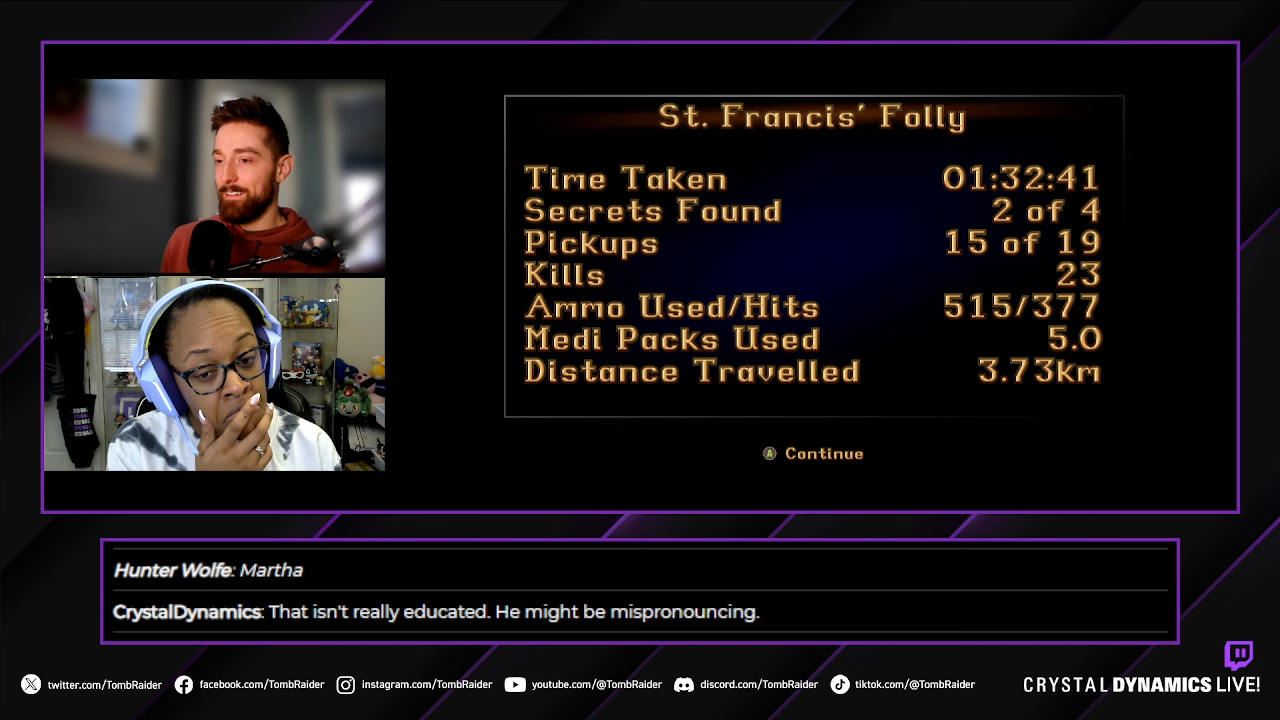 St. Francis' Folly
Time Taken 01:32:41
Secrets Found 2 of 4
Pickups 15 of 19
Kills 23
Ammo Used/Hits 515/377
Medi Packs Used 5.0
Distance Travelled 3.73km
A Continue
Hunter Wolfe: Martha
CrystalDynamics: That isn't really educated. He might be mispronouncing.
twitter.com/TombRaider facebook.com/TombRaider instagram.com/TombRaider youtube.com/@TombRaider discord.com/TombRaider tiktok.com/@TombRaider CRYSTAL DYNAMICS LIVE!